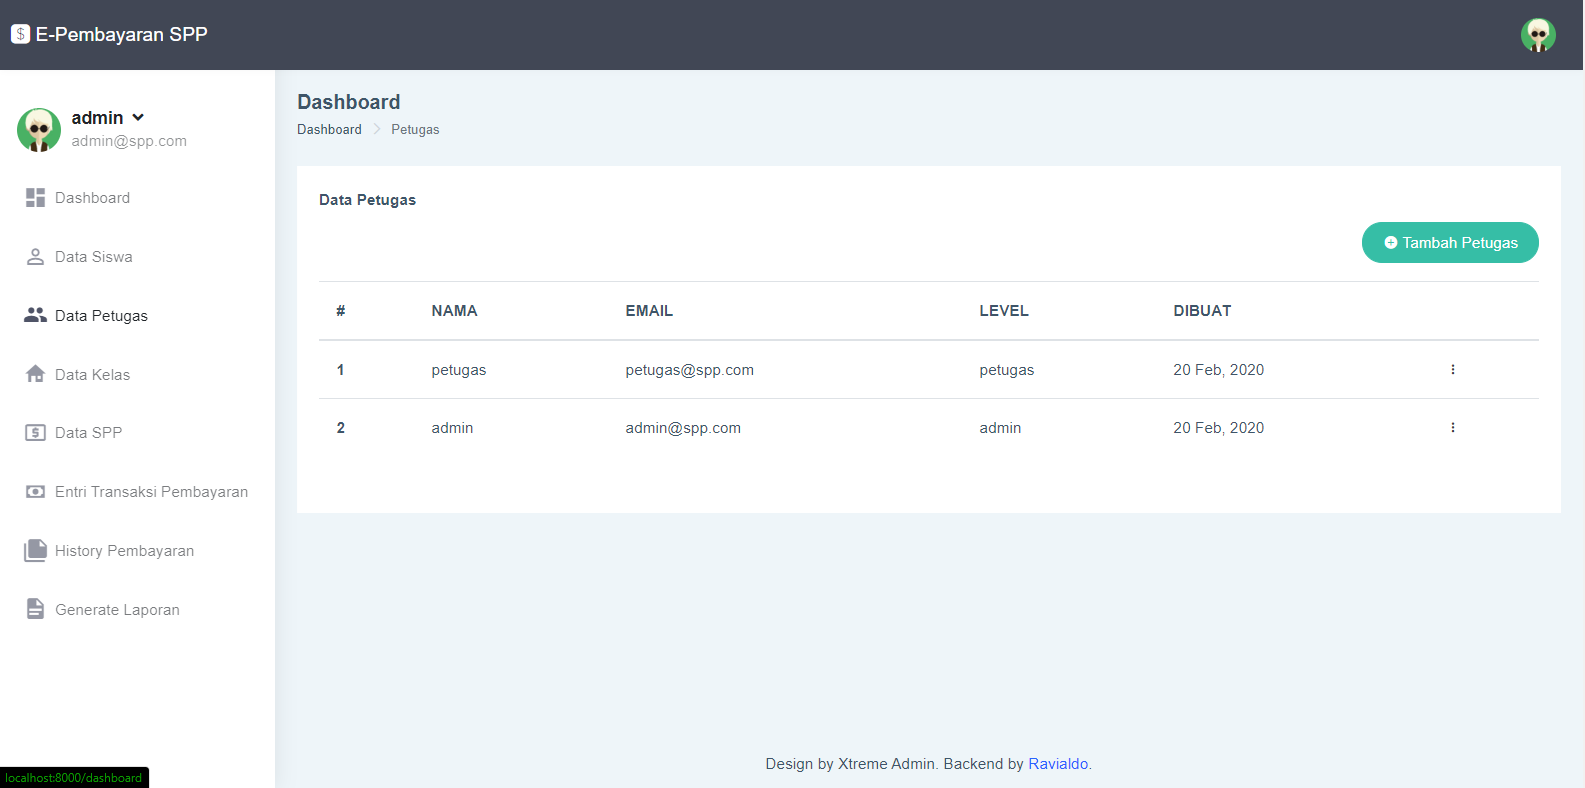 $ E-Pembayaran SPP
admin
admin@spp.com
Dashboard
Data Siswa
Data Petugas
Data Kelas
Data SPP
Entri Transaksi Pembayaran
History Pembayaran
Generate Laporan
Dashboard
Dashboard Petugas
Data Petugas
Tambah Petugas
# NAMA EMAIL LEVEL DIBUAT
1 petugas petugas@spp.com petugas 20 Feb, 2020
2 admin admin@spp.com admin 20 Feb, 2020
Design by Xtreme Admin. Backend by Ravialdo.
localhost:8000/dashboard